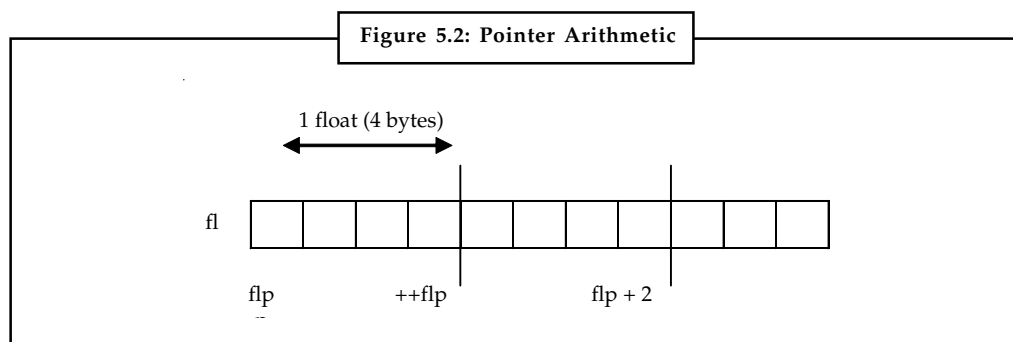 Figure 5.2: Pointer Arithmetic
1 float (4 bytes)
fl
flp ++flp flp + 2